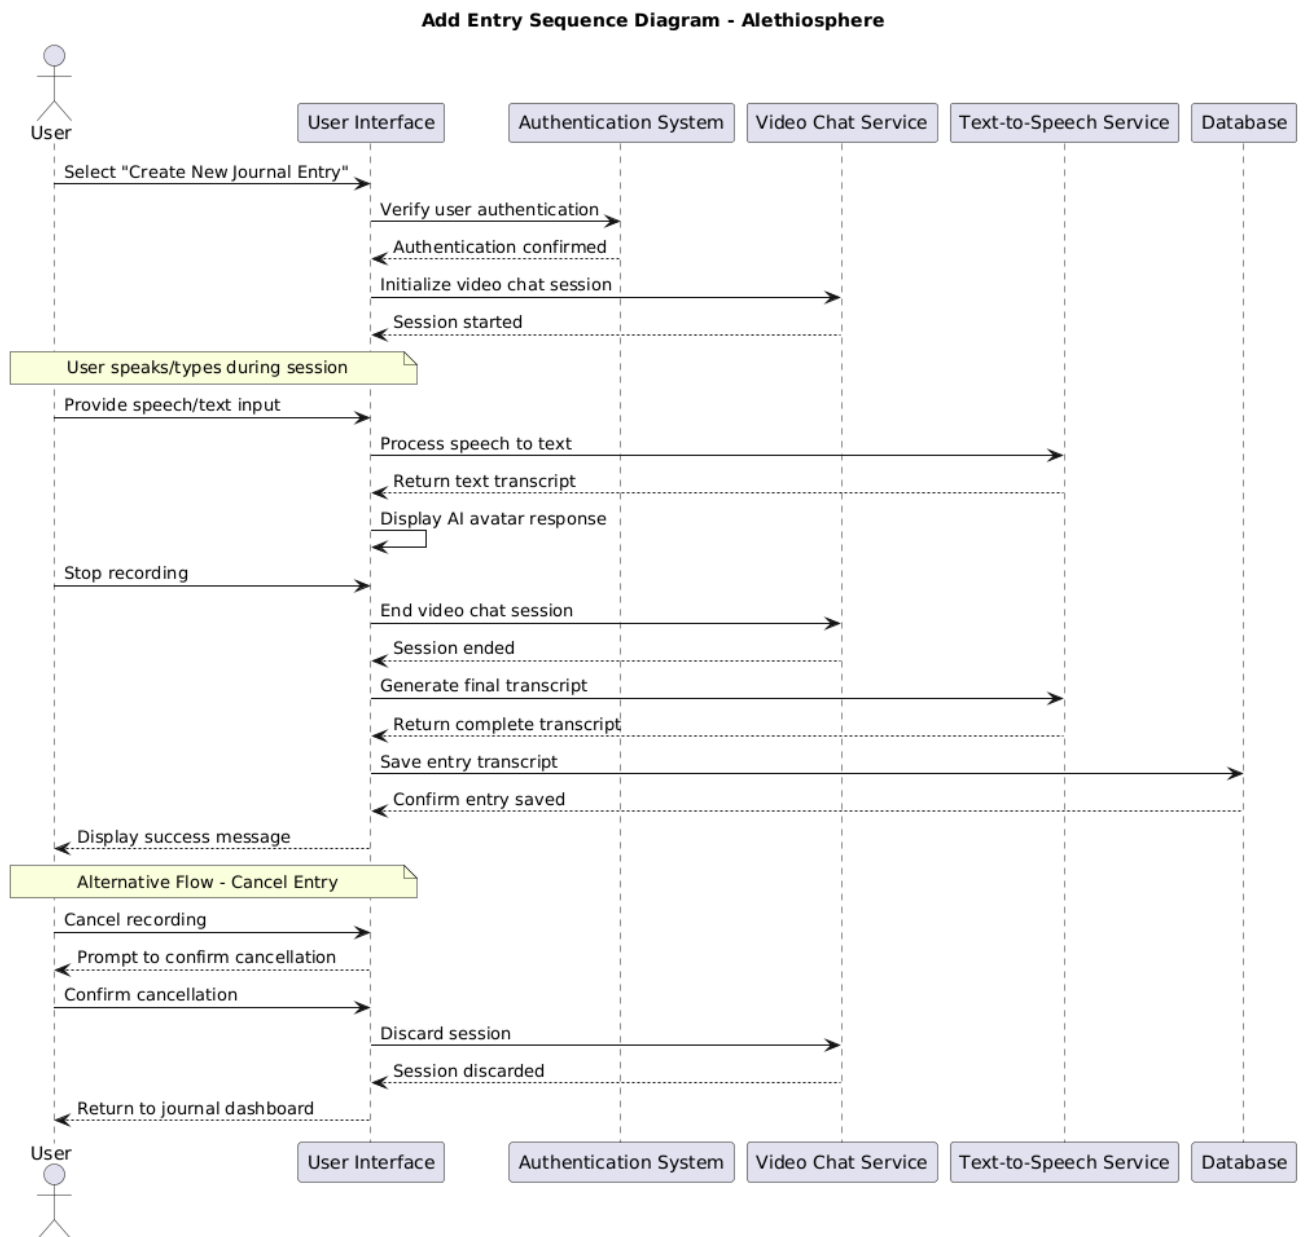 Add Entry Sequence Diagram - Alethiosphere
User
User Interface
Authentication System
Video Chat Service
Text-to-Speech Service
Database
Select "Create New Journal Entry"
Verify user authentication
Authentication confirmed
Initialize video chat session
Session started
User speaks/types during session
Provide speech/text input
Process speech to text
Return text transcript
Display AI avatar response
Stop recording
End video chat session
Session ended
Generate final transcript
Return complete transcript
Save entry transcript
Confirm entry saved
Display success message
Alternative Flow - Cancel Entry
Cancel recording
Prompt to confirm cancellation
Confirm cancellation
Discard session
Session discarded
Return to journal dashboard
User
User Interface
Authentication System
Video Chat Service
Text-to-Speech Service
Database